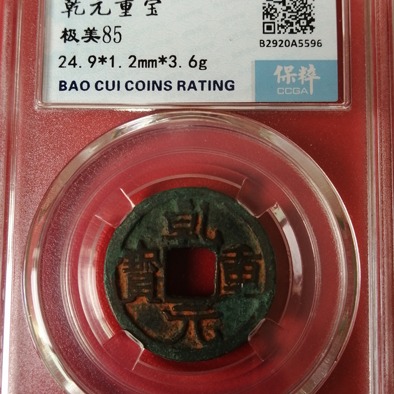 乾元重宝
极美85
24.9*1.2mm*3.6g
BAO CUI COINS RATING
B2920A5596
保粹
CCGA
乾元重寶